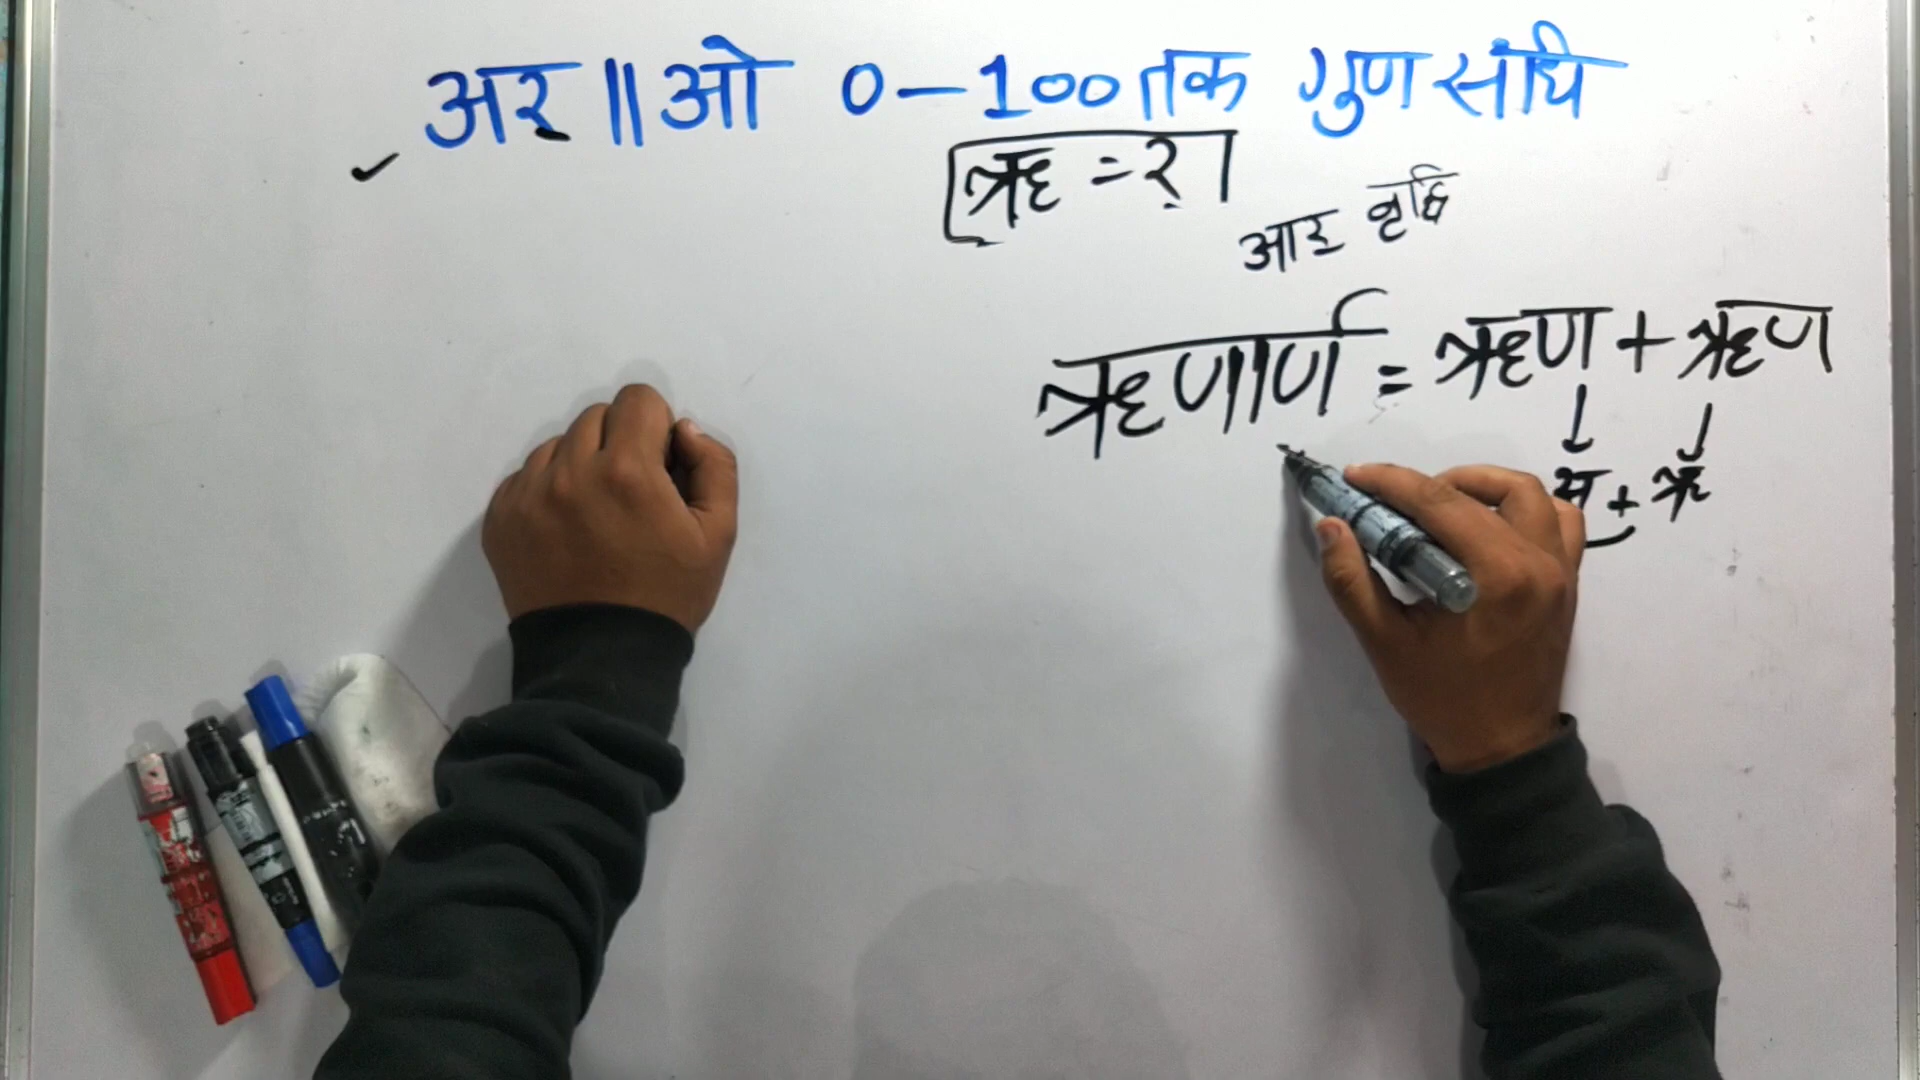 अर् || ओ 0-100 तक गुण संधि
ऋ = र्ा
आर् वृद्धि
ऋणार्ण = ऋण + ऋण
अ + ऋ